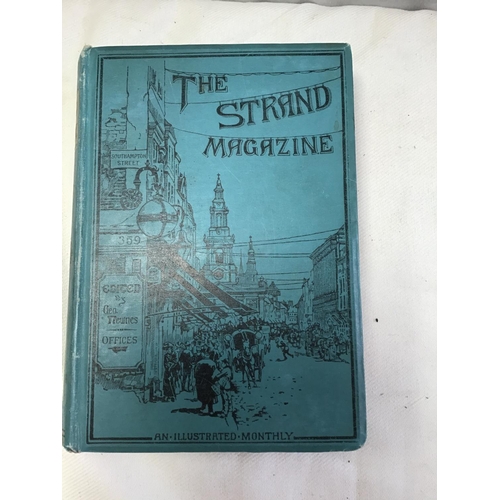 THE
STRAND
MAGAZINE
SOUTHAMPTON
STREET
359
EDITED
by
Geo. Newnes
OFFICES
AN·ILLUSTRATED·MONTHLY